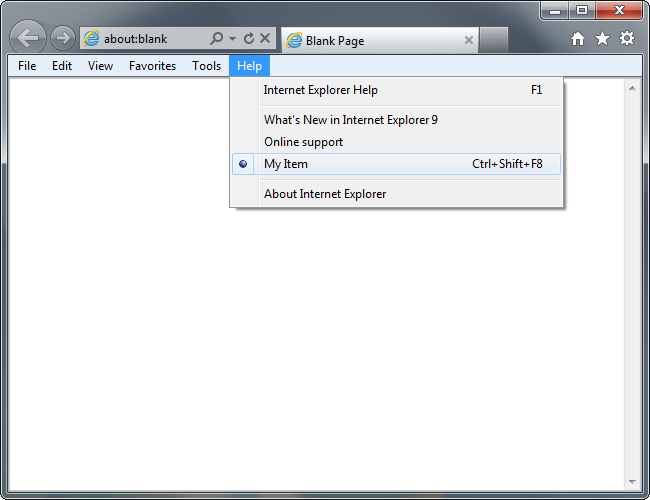 about:blank
Blank Page
File Edit View Favorites Tools Help
Internet Explorer Help F1
What's New in Internet Explorer 9
Online support
My Item Ctrl+Shift+F8
About Internet Explorer